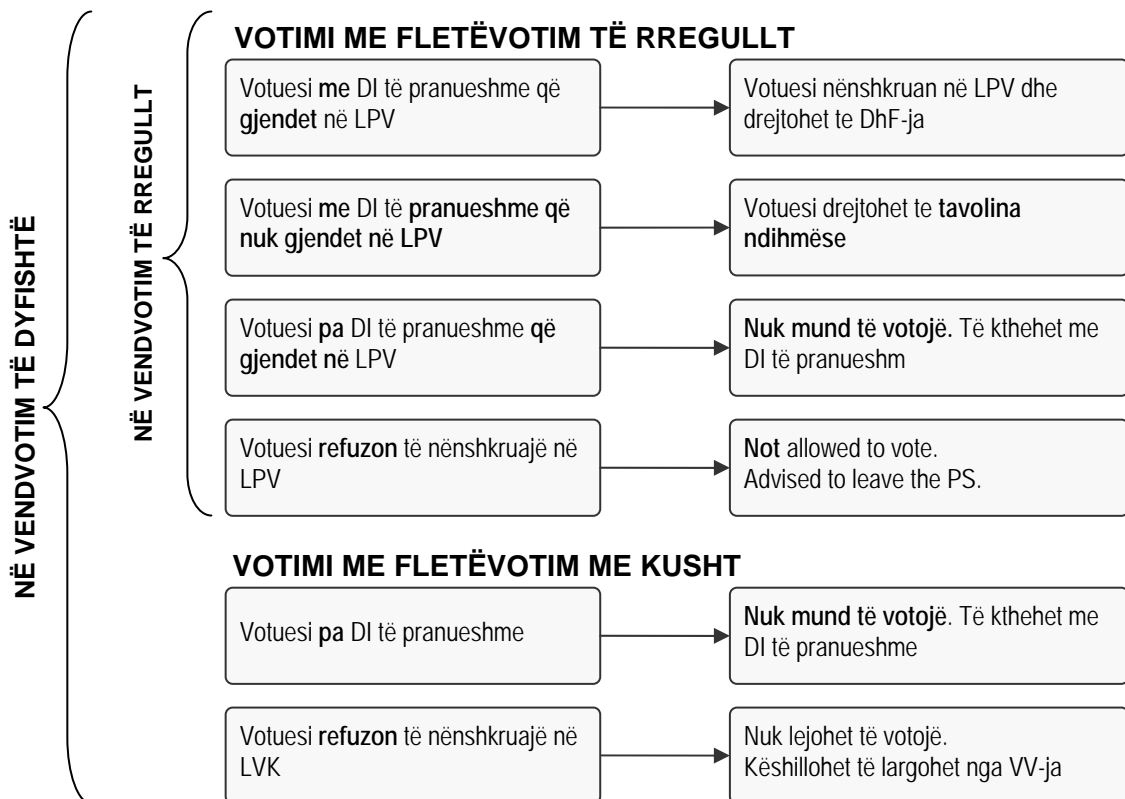 NË VENDVOTIM TË DYFISHTË
NË VENDVOTIM TË RREGULLT
VOTIMI ME FLETËVOTIM TË RREGULLT
Votuesi me DI të pranueshme që
gjendet në LPV
Votuesi nënshkruan në LPV dhe
drejtohet te DhF-ja
Votuesi me DI të pranueshme që
nuk gjendet në LPV
Votuesi drejtohet te tavolina
ndihmëse
Votuesi pa DI të pranueshme që
gjendet në LPV
Nuk mund të votojë. Të kthehet me
DI të pranueshm
Votuesi refuzon të nënshkruajë në
LPV
Not allowed to vote.
Advised to leave the PS.
VOTIMI ME FLETËVOTIM ME KUSHT
Votuesi pa DI të pranueshme
Nuk mund të votojë. Të kthehet me
DI të pranueshme
Votuesi refuzon të nënshkruajë në
LVK
Nuk lejohet të votojë.
Këshillohet të largohet nga VV-ja